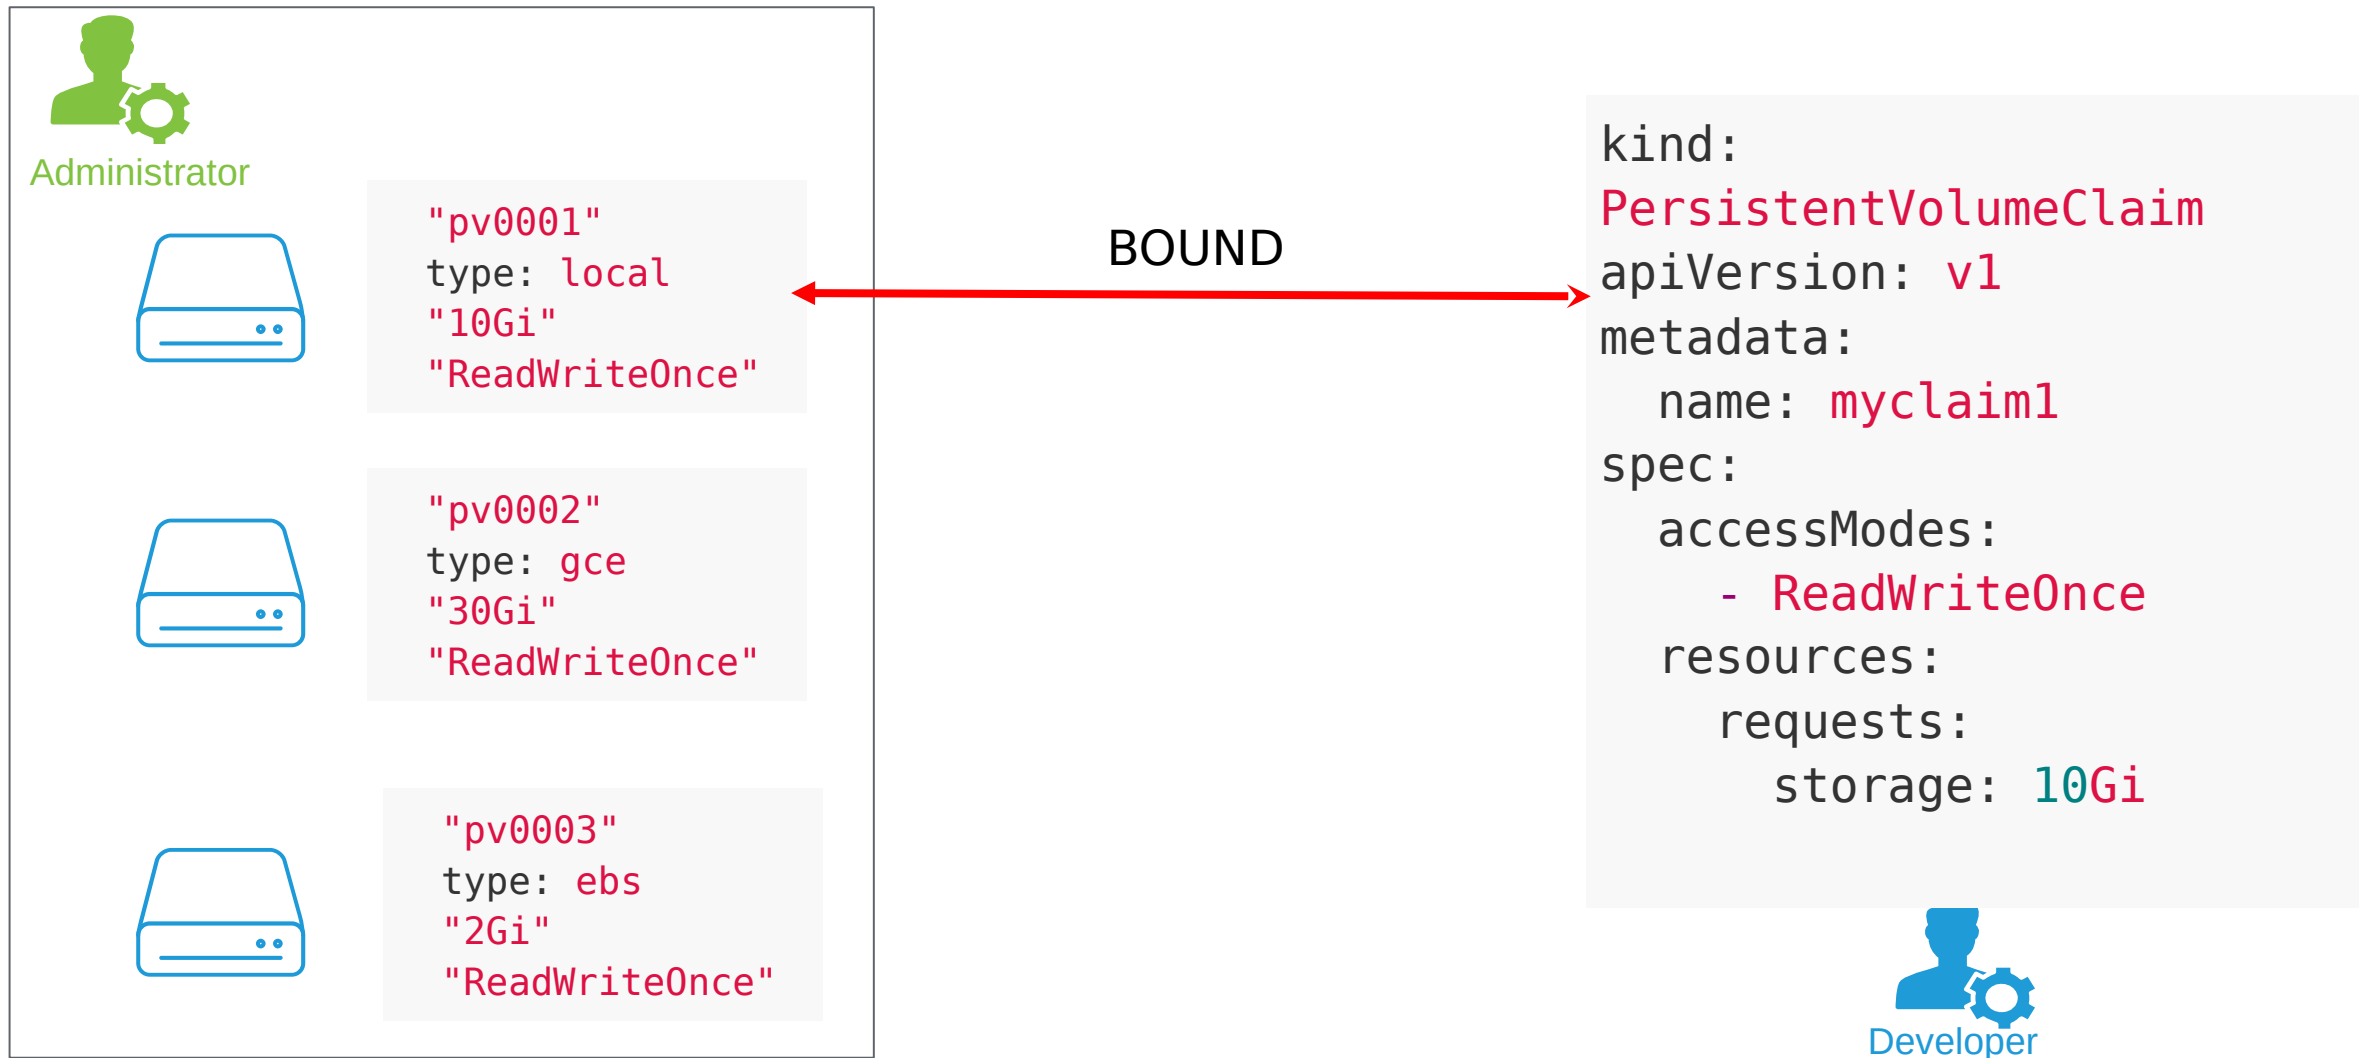 Administrator
"pv0001"
type: local
"10Gi"
"ReadWriteOnce"
"pv0002"
type: gce
"30Gi"
"ReadWriteOnce"
"pv0003"
type: ebs
"2Gi"
"ReadWriteOnce"
BOUND
kind:
PersistentVolumeClaim
apiVersion: v1
metadata:
  name: myclaim1
spec:
  accessModes:
    - ReadWriteOnce
  resources:
    requests:
      storage: 10Gi
Developer